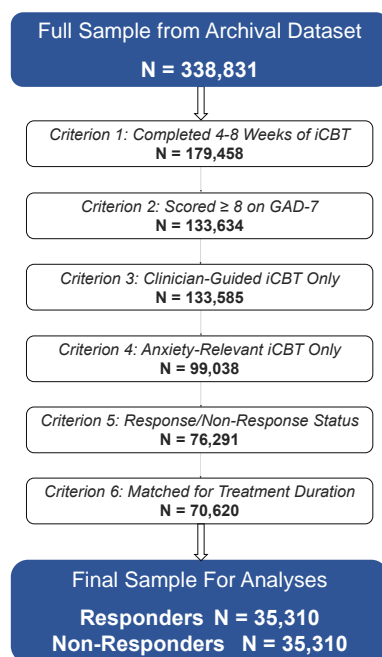 Full Sample from Archival Dataset
N = 338,831
Criterion 1: Completed 4-8 Weeks of iCBT
N = 179,458
Criterion 2: Scored ≥ 8 on GAD-7
N = 133,634
Criterion 3: Clinician-Guided iCBT Only
N = 133,585
Criterion 4: Anxiety-Relevant iCBT Only
N = 99,038
Criterion 5: Response/Non-Response Status
N = 76,291
Criterion 6: Matched for Treatment Duration
N = 70,620
Final Sample For Analyses
Responders N = 35,310
Non-Responders N = 35,310